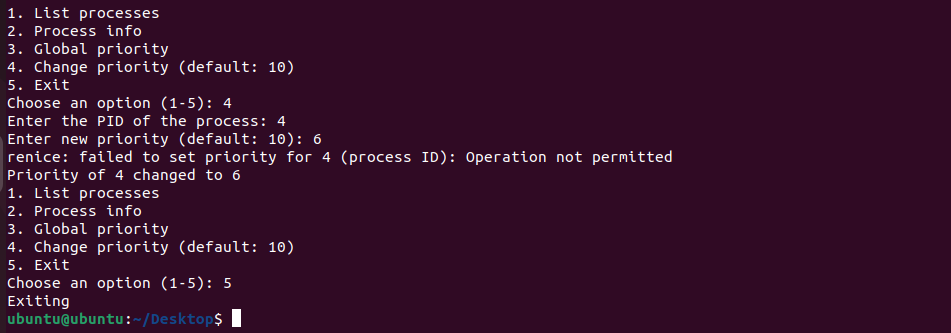 1. List processes
2. Process info
3. Global priority
4. Change priority (default: 10)
5. Exit
Choose an option (1-5): 4
Enter the PID of the process: 4
Enter new priority (default: 10): 6
renice: failed to set priority for 4 (process ID): Operation not permitted
Priority of 4 changed to 6
1. List processes
2. Process info
3. Global priority
4. Change priority (default: 10)
5. Exit
Choose an option (1-5): 5
Exiting
ubuntu@ubuntu:~/Desktop$